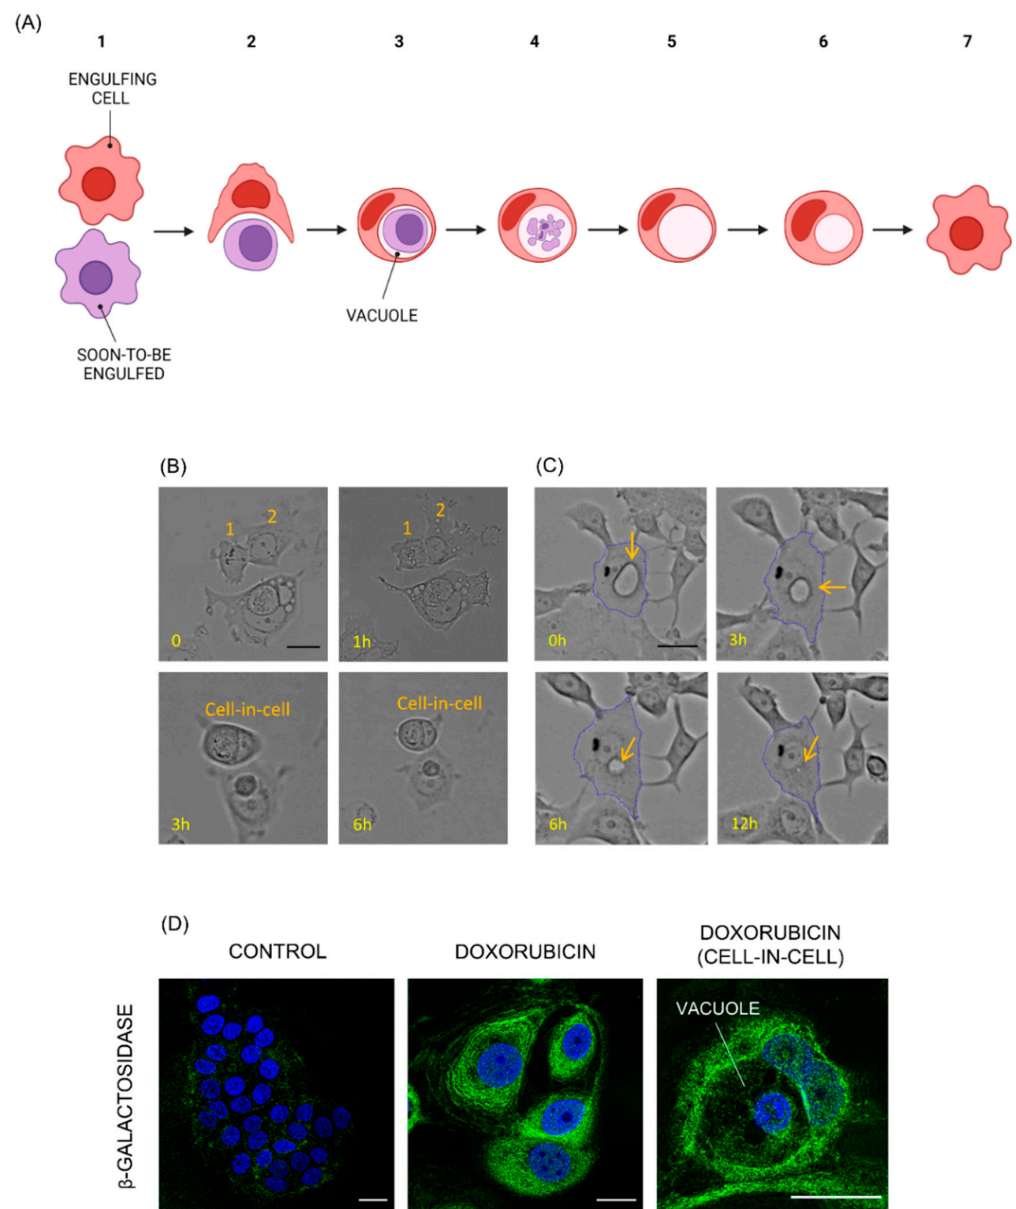 (A)
1 2 3 4 5 6 7
ENGULFING
CELL
VACUOLE
SOON-TO-BE
ENGULFED
(B)
(C)
1 2
0
1 2
1h
0h
3h
Cell-in-cell
3h
Cell-in-cell
6h
6h
12h
(D)
CONTROL
DOXORUBICIN
DOXORUBICIN
(CELL-IN-CELL)
β-GALACTOSIDASE
VACUOLE